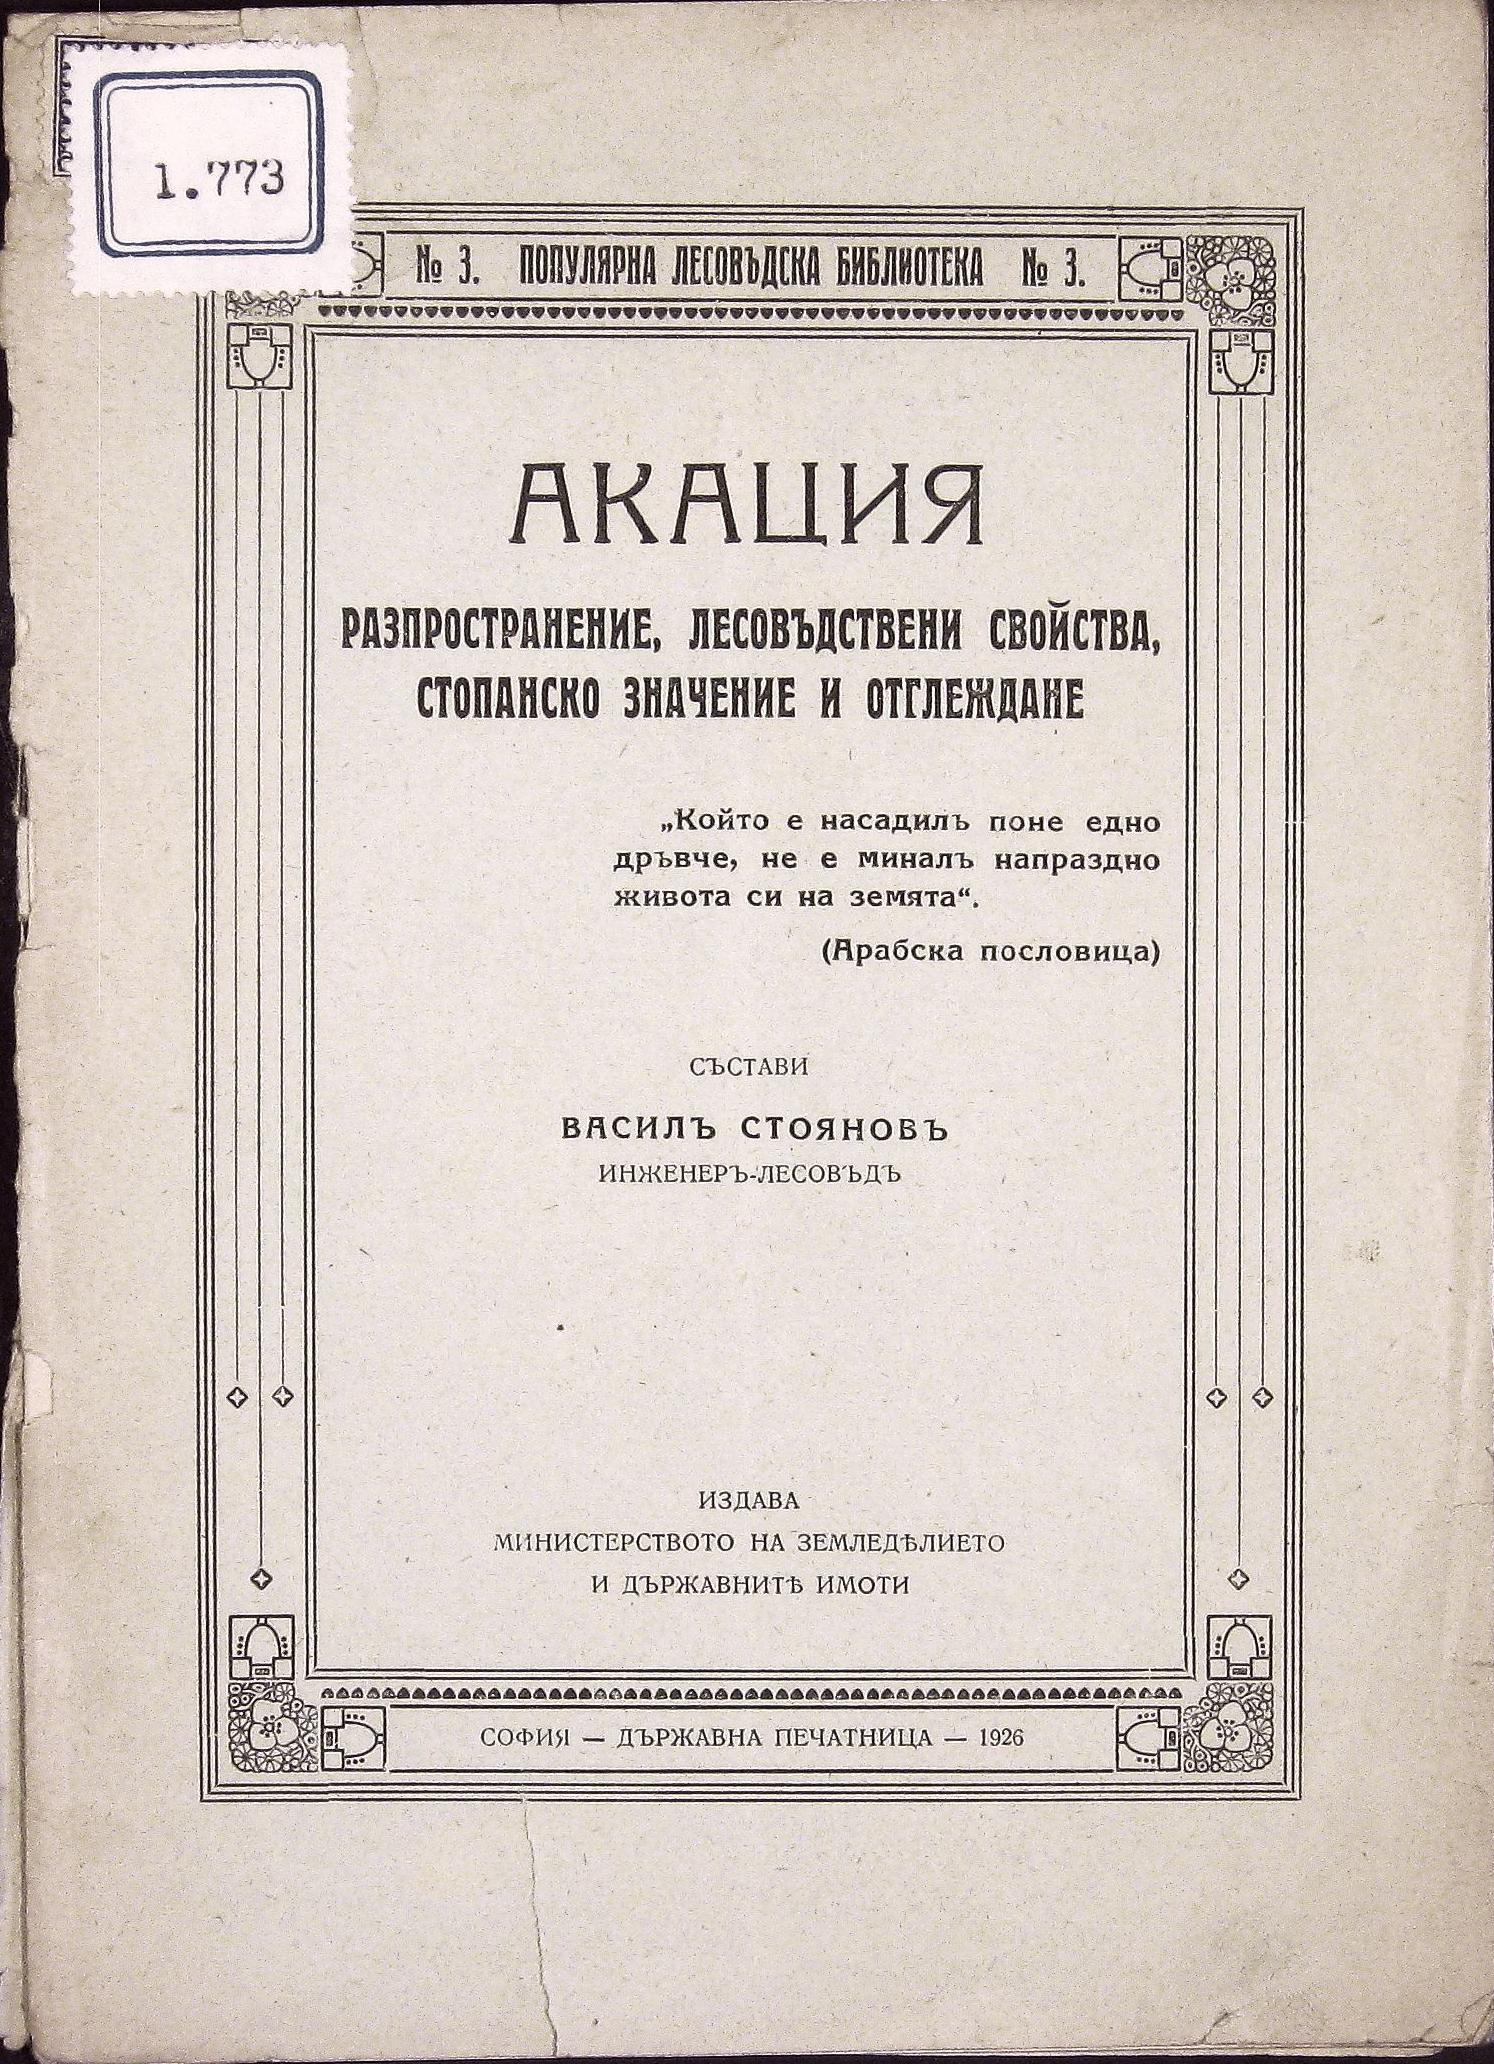 1.773
№ 3. ПОПУЛЯРНА ЛЕСОВЪДСКА БИБЛИОТЕКА № 3.
АКАЦИЯ
РАЗПРОСТРАНЕНИЕ, ЛЕСОВЪДСТВЕНИ СВОЙСТВА,
СТОПАНСКО ЗНАЧЕНИЕ И ОТГЛЕЖДАНЕ
„Който е насадилъ поне едно
дръвче, не е миналъ напраздно
живота си на земята“.
(Арабска пословица)
СЪСТАВИ
ВАСИЛЪ СТОЯНОВЪ
ИНЖЕНЕРЪ-ЛЕСОВЪДЪ
ИЗДАВА
МИНИСТЕРСТВОТО НА ЗЕМЛЕДѢЛИЕТО
И ДЪРЖАВНИТѢ ИМОТИ
СОФИЯ — ДЪРЖАВНА ПЕЧАТНИЦА — 1926